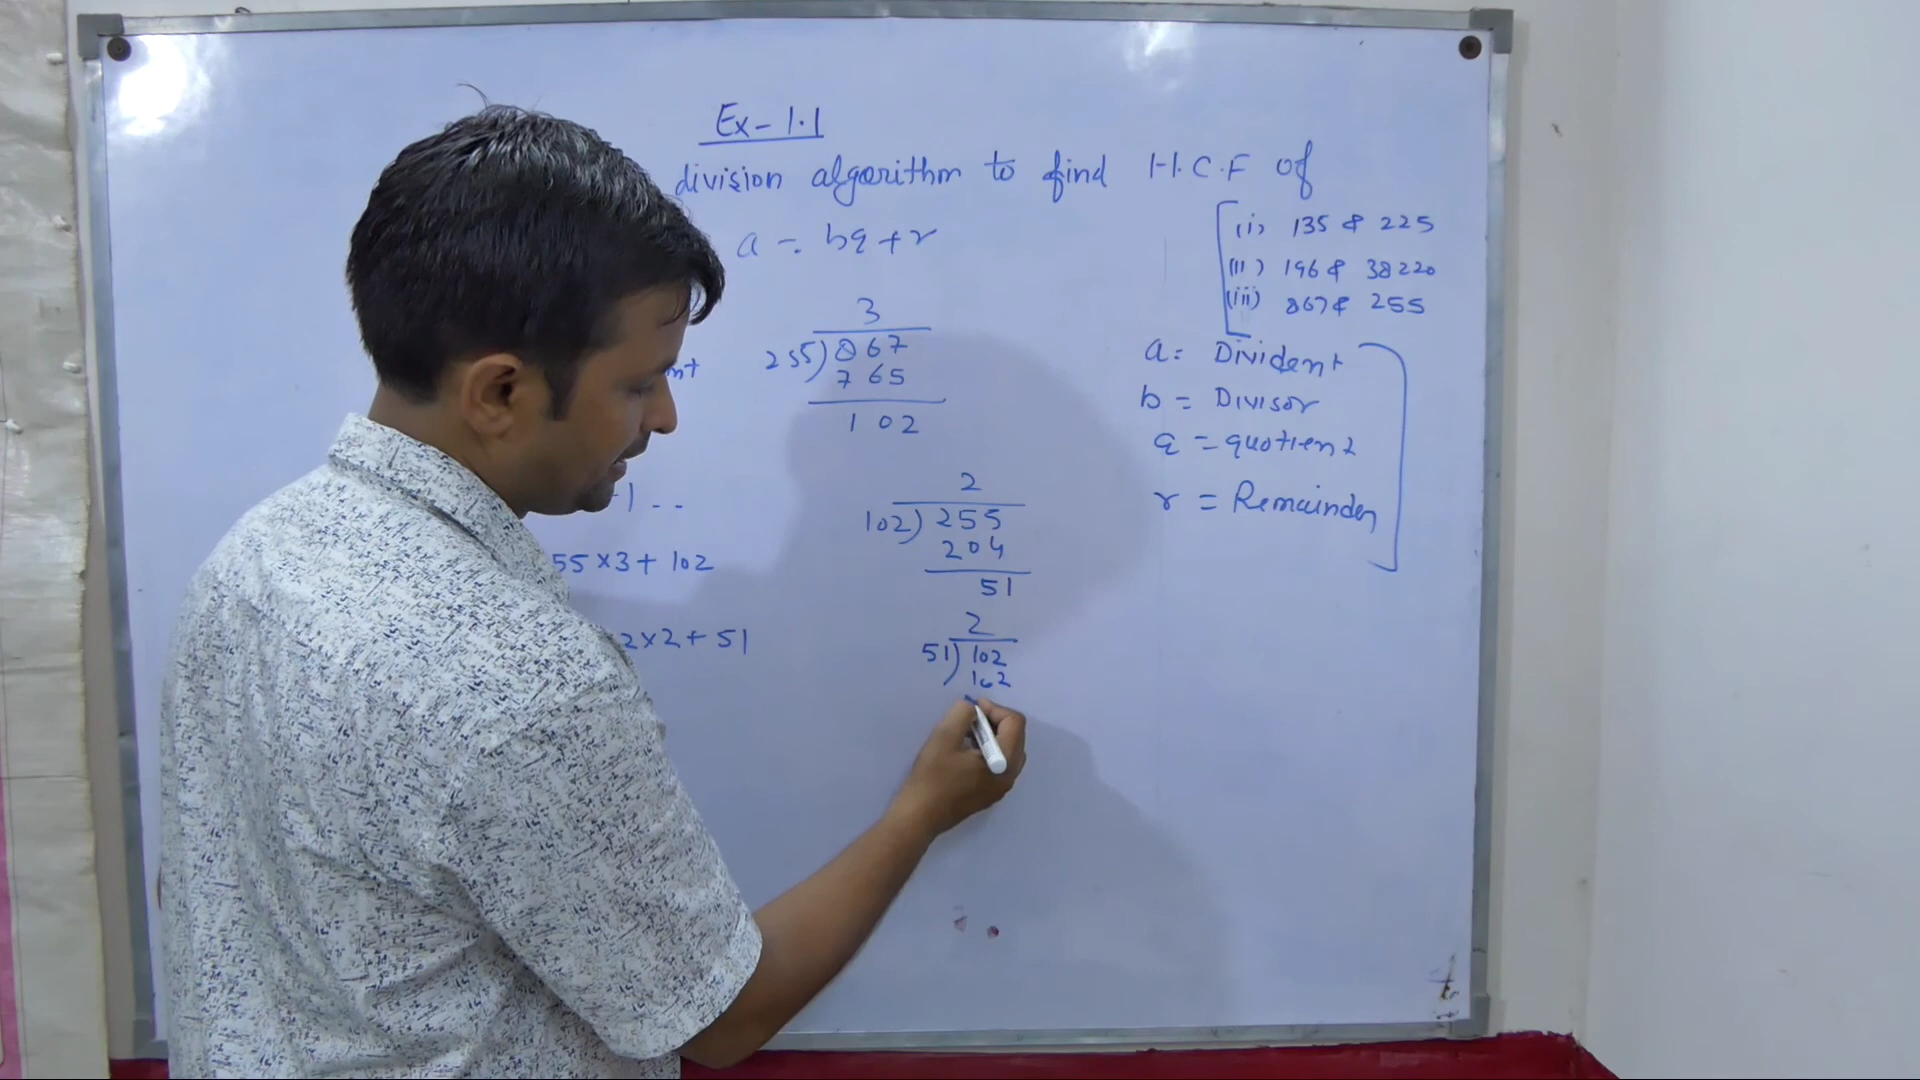 Ex-1.1
division algorithm to find H.C.F of
(i) 135 & 225
a = bq + r
(ii) 196 & 38220
(iii) 867 & 255
3
255) 867
765
102
a = Divident
b = Divisor
q = quotient
r = Remainder
2
102) 255
204
51
55 × 3 + 102
2 × 2 + 51
2
51) 102
102